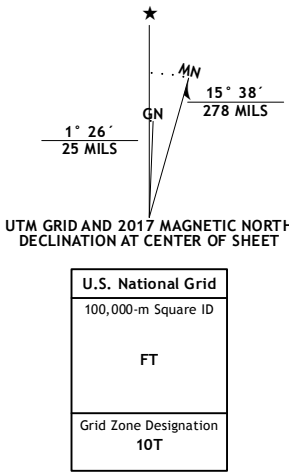 MN
GN
15° 38´
278 MILS
1° 26´
25 MILS
UTM GRID AND 2017 MAGNETIC NORTH
DECLINATION AT CENTER OF SHEET
U.S. National Grid
100,000-m Square ID
FT
Grid Zone Designation
10T